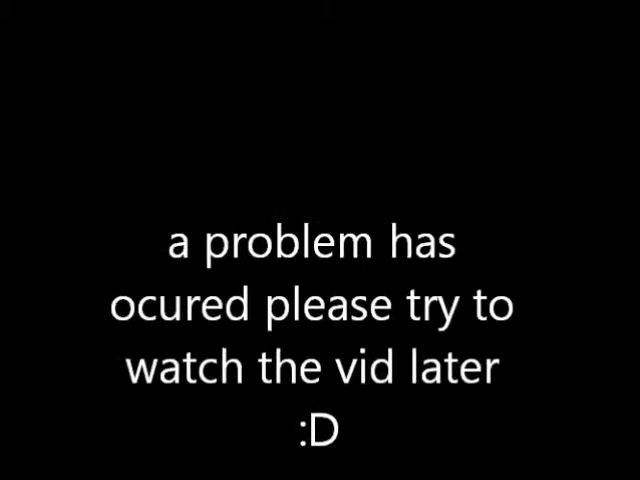 a problem has
ocured please try to
watch the vid later
:D